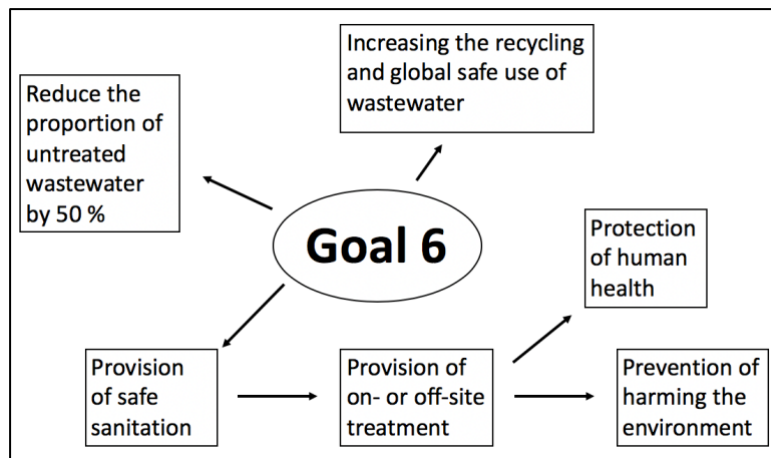 Increasing the recycling
and global safe use of
wastewater
Reduce the
proportion of
untreated
wastewater
by 50 %
Goal 6
Protection
of human
health
Provision
of safe
sanitation
Provision of
on- or off-site
treatment
Prevention of
harming the
environment